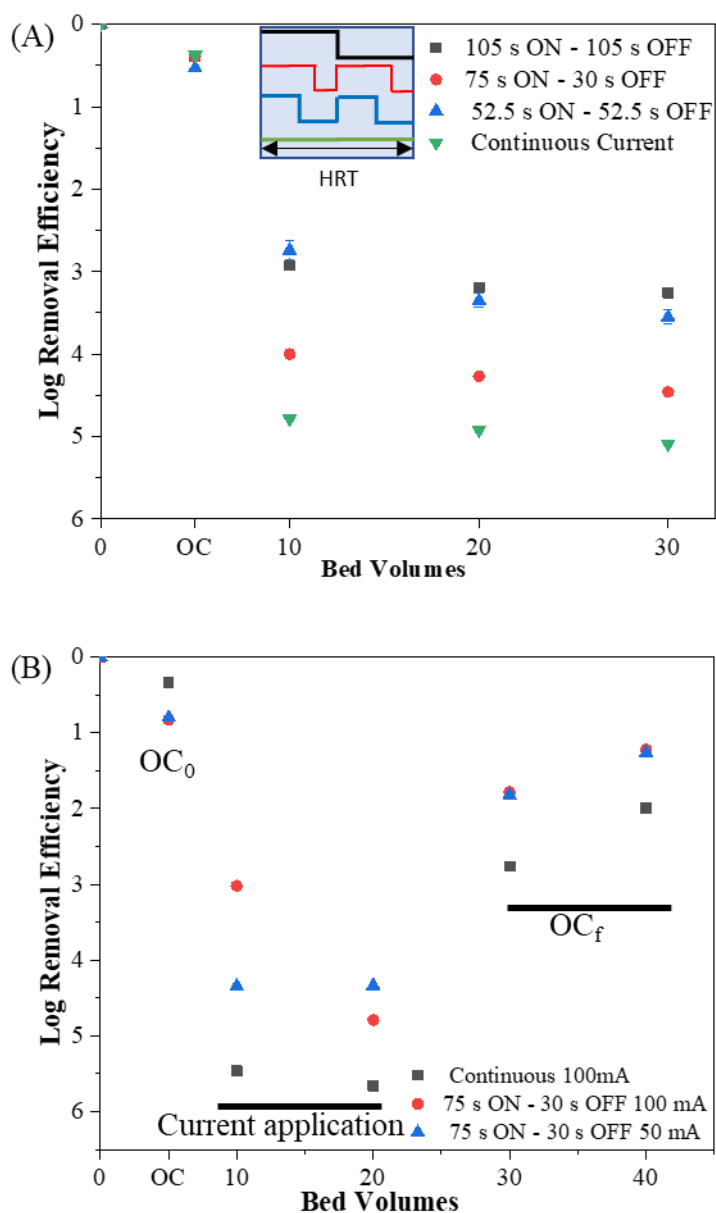 (A)
0
1
2
3
4
5
6
Log Removal Efficiency
105 s ON - 105 s OFF
75 s ON - 30 s OFF
52.5 s ON - 52.5 s OFF
Continuous Current
HRT
0 OC 10 20 30
Bed Volumes
(B)
0
1
2
3
4
5
6
Log Removal Efficiency
OC₀
OCf
Current application
Continuous 100mA
75 s ON - 30 s OFF 100 mA
75 s ON - 30 s OFF 50 mA
0 OC 10 20 30 40
Bed Volumes